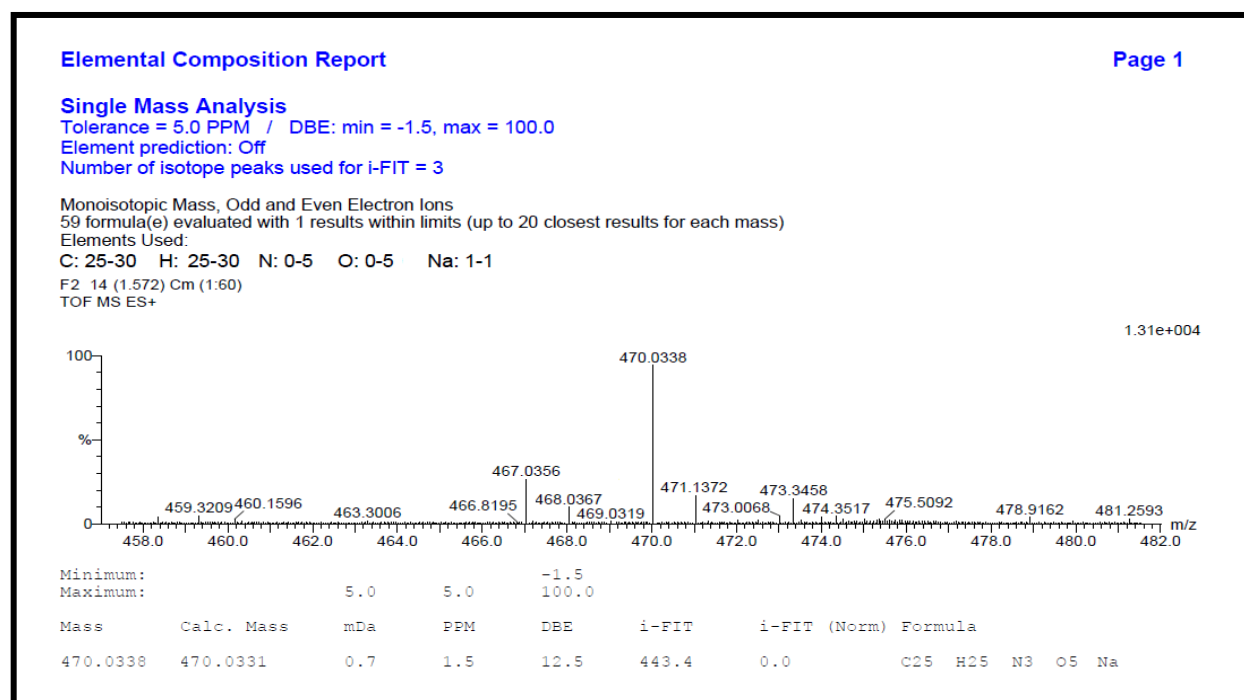 Elemental Composition Report Page 1
Single Mass Analysis
Tolerance = 5.0 PPM / DBE: min = -1.5, max = 100.0
Element prediction: Off
Number of isotope peaks used for i-FIT = 3
Monoisotopic Mass, Odd and Even Electron Ions
59 formula(e) evaluated with 1 results within limits (up to 20 closest results for each mass)
Elements Used:
C: 25-30 H: 25-30 N: 0-5 O: 0-5 Na: 1-1
F2 14 (1.572) Cm (1:60)
TOF MS ES+
1.31e+004
100
470.0338
%
467.0356
459.3209 460.1596 463.3006 466.8195 468.0367 469.0319 471.1372 473.0068 473.3458 474.3517 475.5092 478.9162 481.2593
0
m/z
458.0 460.0 462.0 464.0 466.0 468.0 470.0 472.0 474.0 476.0 478.0 480.0 482.0
Minimum: -1.5
Maximum: 5.0 5.0 100.0
Mass Calc. Mass mDa PPM DBE i-FIT i-FIT (Norm) Formula
470.0338 470.0331 0.7 1.5 12.5 443.4 0.0 C25 H25 N3 O5 Na